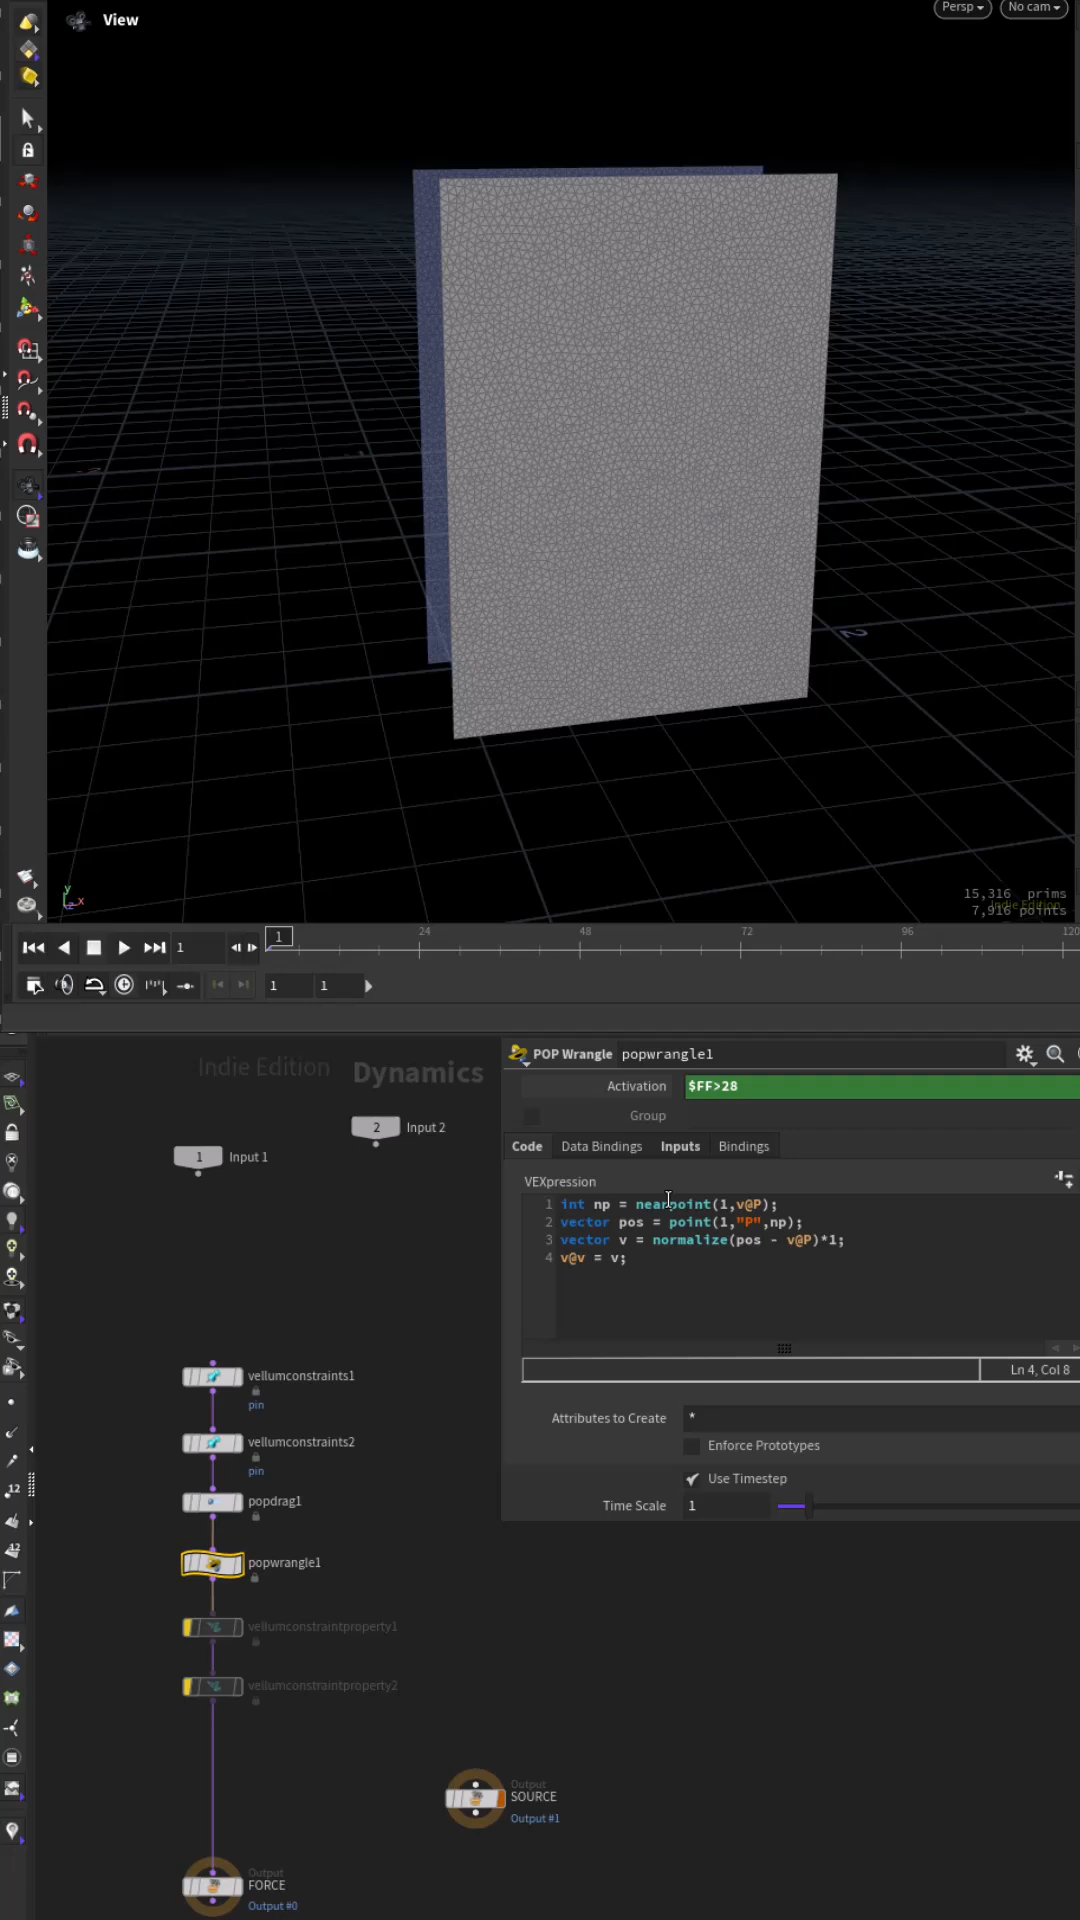 View
Persp
No cam
15,316 prims
Indie Edition
7,916 points
1
1
24
48
72
96
120
1
1
Indie Edition
Dynamics
2
Input 2
1
Input 1
POP Wrangle popwrangle1
Activation
$FF>28
Group
Code
Data Bindings
Inputs
Bindings
VEXpression
1 int np = nearpoint(1,v@P);
2 vector pos = point(1,"P",np);
3 vector v = normalize(pos - v@P)*1;
4 v@v = v;
Ln 4, Col 8
Attributes to Create
*
Enforce Prototypes
Use Timestep
Time Scale
1
vellumconstraints1
pin
vellumconstraints2
pin
popdrag1
popwrangle1
vellumconstraintproperty1
vellumconstraintproperty2
Output
SOURCE
Output #1
Output
FORCE
Output #0
12
12
y
x